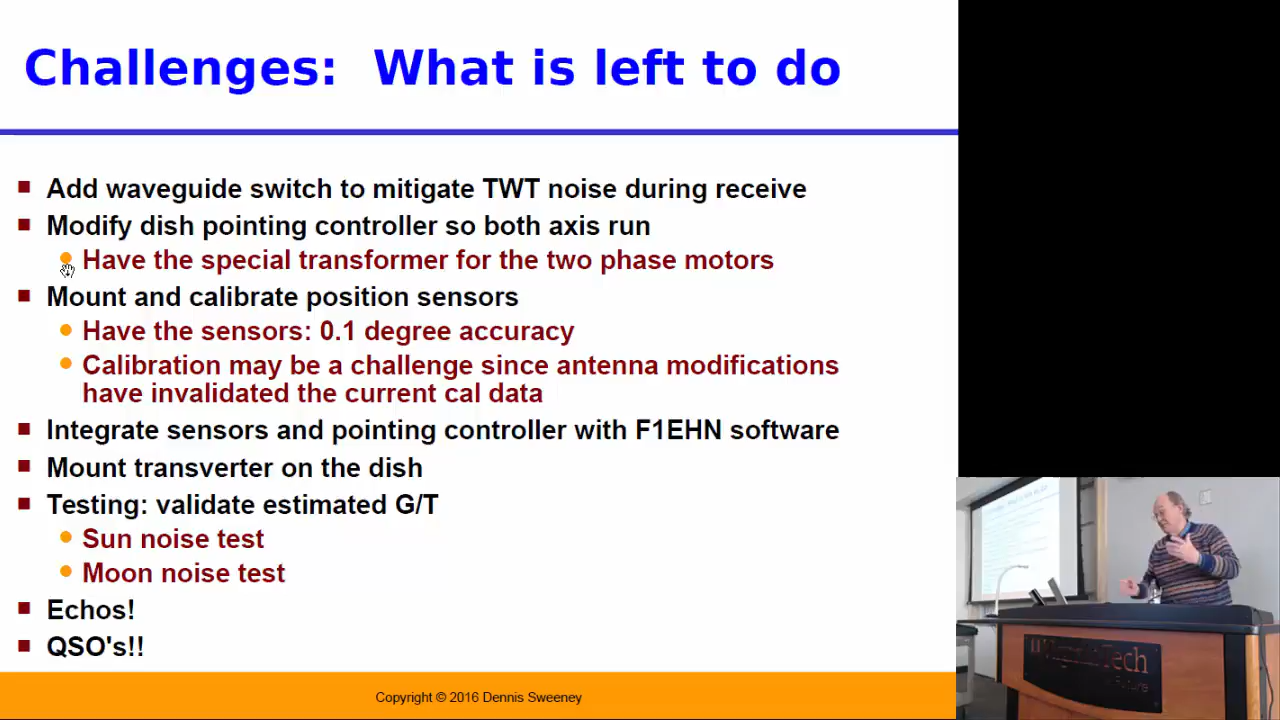 Challenges: What is left to do
Add waveguide switch to mitigate TWT noise during receive
Modify dish pointing controller so both axis run
Have the special transformer for the two phase motors
Mount and calibrate position sensors
Have the sensors: 0.1 degree accuracy
Calibration may be a challenge since antenna modifications
have invalidated the current cal data
Integrate sensors and pointing controller with F1EHN software
Mount transverter on the dish
Testing: validate estimated G/T
Sun noise test
Moon noise test
Echos!
QSO's!!
Copyright © 2016 Dennis Sweeney
VirginiaTech